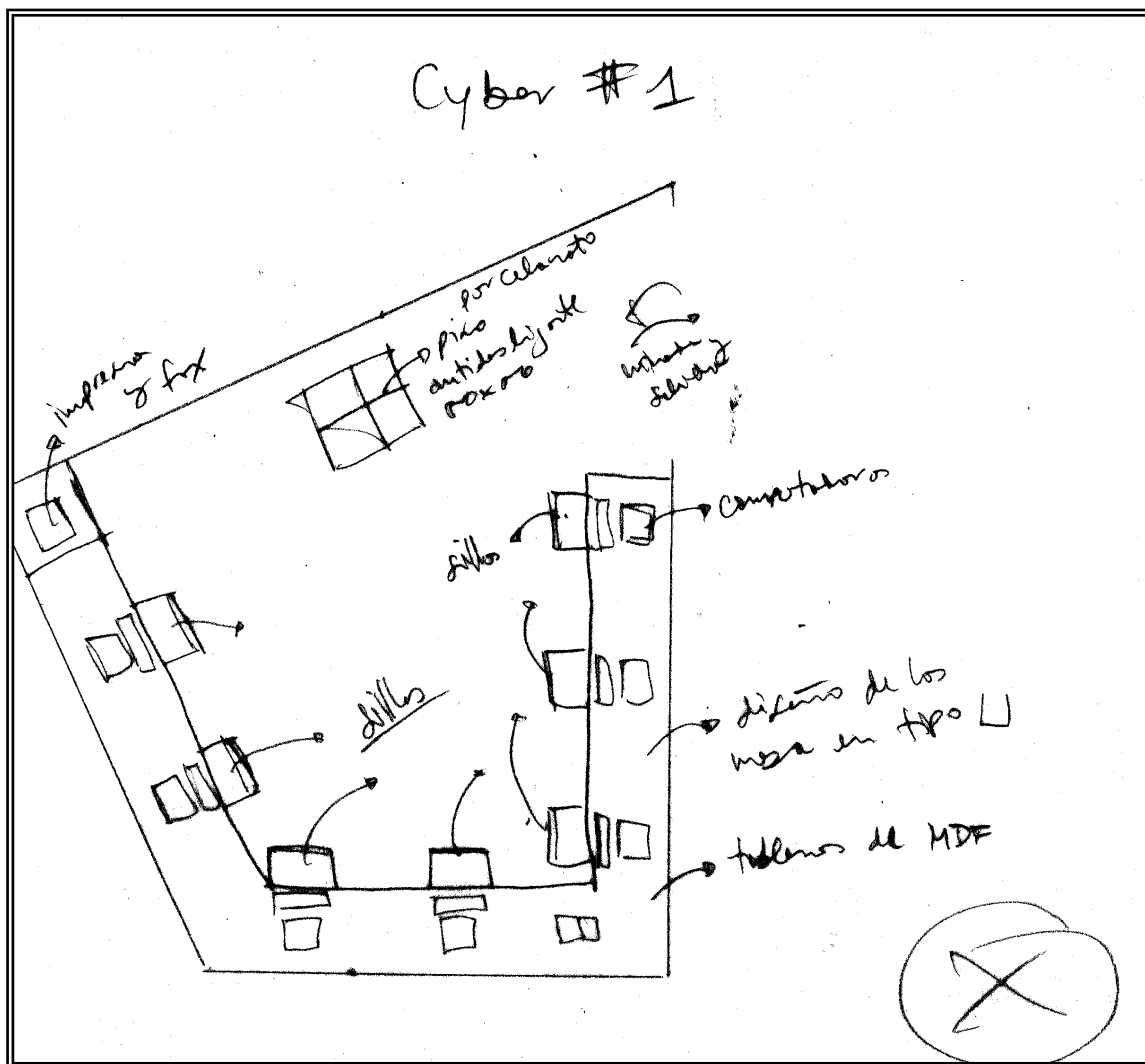 Cyber #1
porcelanato
piso
antideslizante
impresora
y fax
entrada y
computadoras
sillas
sillas
diseño de los
mesa en tipo
tableros de MDF